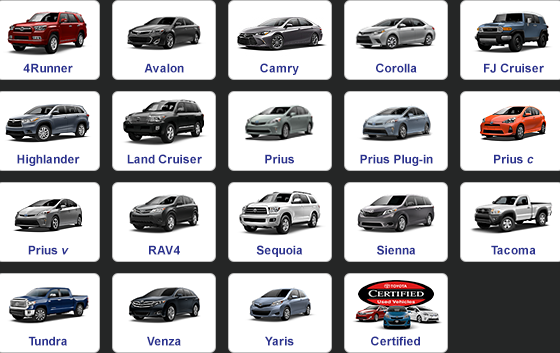 4Runner
Avalon
Camry
Corolla
FJ Cruiser
Highlander
Land Cruiser
Prius
Prius Plug-in
Prius c
Prius v
RAV4
Sequoia
Sienna
Tacoma
Tundra
Venza
Yaris
TOYOTA
CERTIFIED
Used Vehicles
Certified